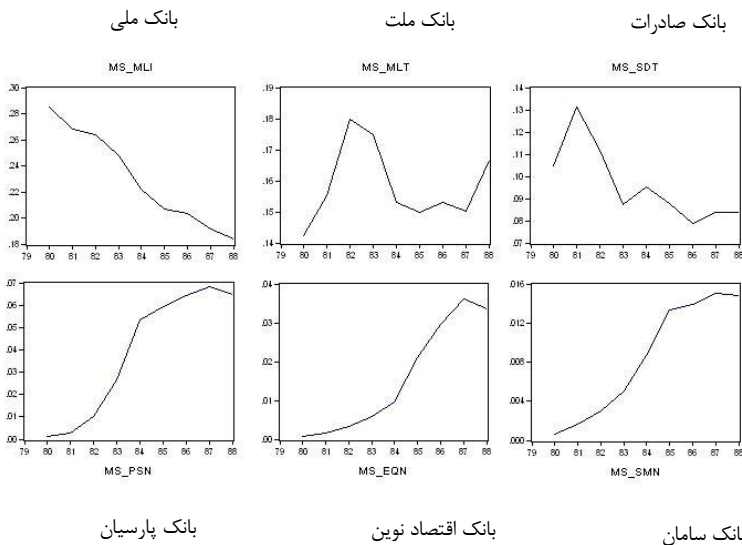 بانک صادرات
بانک ملت
بانک ملی
MS_MLI
MS_MLT
MS_SDT
.30
.28
.26
.24
.22
.20
.18
79 80 81 82 83 84 85 86 87 88
.19
.18
.17
.16
.15
.14
79 80 81 82 83 84 85 86 87 88
.14
.13
.12
.11
.10
.09
.08
.07
79 80 81 82 83 84 85 86 87 88
.07
.06
.05
.04
.03
.02
.01
.00
79 80 81 82 83 84 85 86 87 88
.04
.03
.02
.01
.00
79 80 81 82 83 84 85 86 87 88
.016
.012
.008
.004
.000
79 80 81 82 83 84 85 86 87 88
MS_PSN
MS_EQN
MS_SMN
بانک سامان
بانک اقتصاد نوین
بانک پارسیان